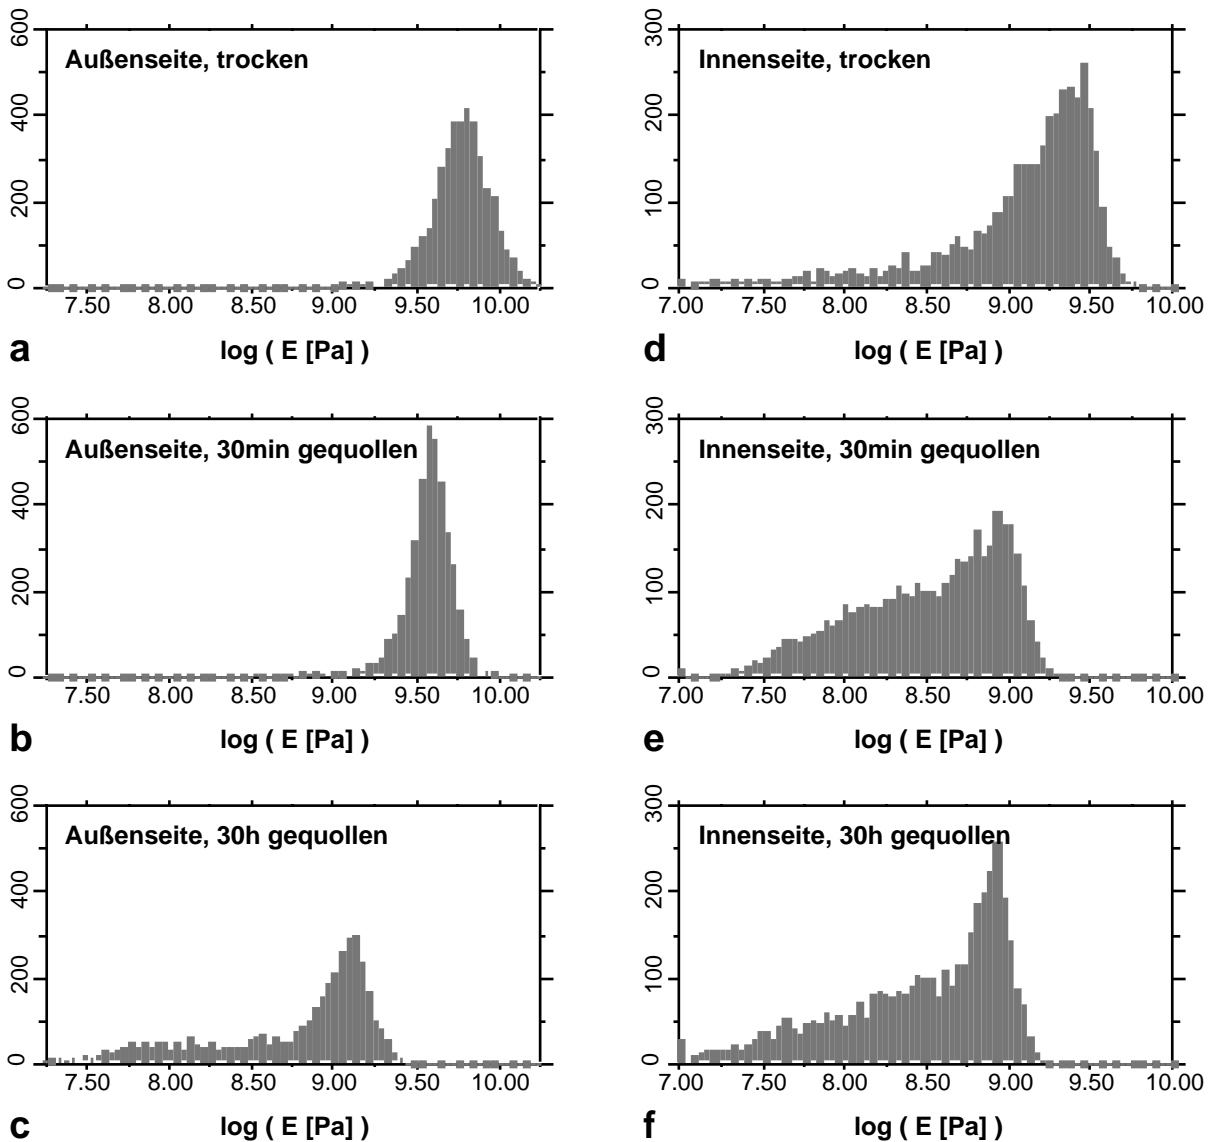 600
400
200
0
Außenseite, trocken
7.50 8.00 8.50 9.00 9.50 10.00
a log ( E [Pa] )
300
200
100
0
Innenseite, trocken
7.00 7.50 8.00 8.50 9.00 9.50 10.00
d log ( E [Pa] )
600
400
200
0
Außenseite, 30min gequollen
7.50 8.00 8.50 9.00 9.50 10.00
b log ( E [Pa] )
300
200
100
0
Innenseite, 30min gequollen
7.00 7.50 8.00 8.50 9.00 9.50 10.00
e log ( E [Pa] )
600
400
200
0
Außenseite, 30h gequollen
7.50 8.00 8.50 9.00 9.50 10.00
c log ( E [Pa] )
300
200
100
0
Innenseite, 30h gequollen
7.00 7.50 8.00 8.50 9.00 9.50 10.00
f log ( E [Pa] )